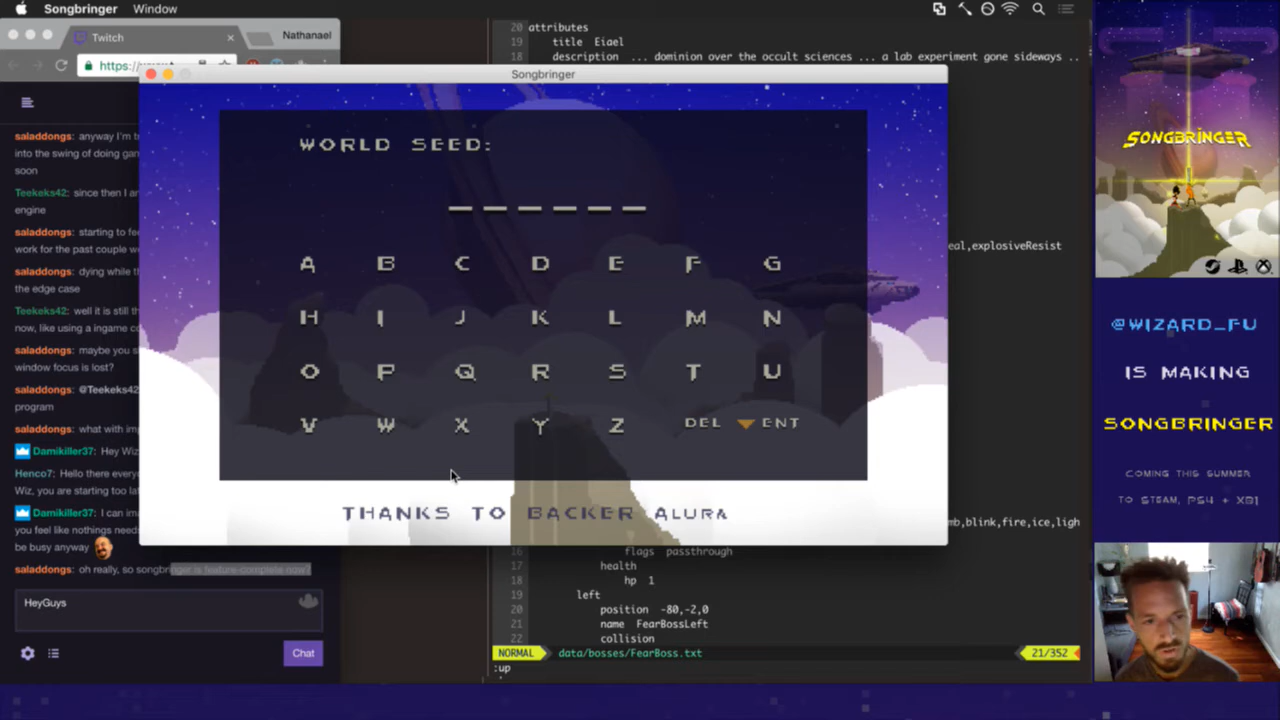 Songbringer Window
Twitch
Nathanael
https://
saladdongs: anyway I'm
into the swing of doing
soon
Teekeks42: since then I
engine
saladdongs: starting to
work for the past couple
saladdongs: dying while
the edge case
Teekeks42: well it is still
now, like using a ingame
saladdongs: maybe you
window focus is lost?
saladdongs: @Teekeks42
program
saladdongs: what with
Damikiller37: Hey Wiz
Henco7: Hello there
Wiz, you are starting too
Damikiller37: I can
you feel like nothings
be busy anyway
saladdongs: oh really, so songbringer is feature-complete now?
HeyGuys
Chat
Songbringer
WORLD SEED:
_ _ _ _ _ _
A B C D E F G
H I J K L M N
O P Q R S T U
V W X Y Z DEL ENT
THANKS TO BACKER ALURA
20 attributes
19 title Eiael
18 description ... dominion over the occult sciences ... a lab experiment gone sideways ..
eal,explosiveResist
mb,blink,fire,ice,ligh
16 flags passthrough
17 health
18 hp 1
19 left
20 position -80,-2,0
21 name FearBossLeft
22 collision
NORMAL data/bosses/FearBoss.txt 21/352
:up
SONGBRINGER
@WIZARD_FU
IS MAKING
SONGBRINGER
COMING THIS SUMMER
TO STEAM, PS4 + XB1